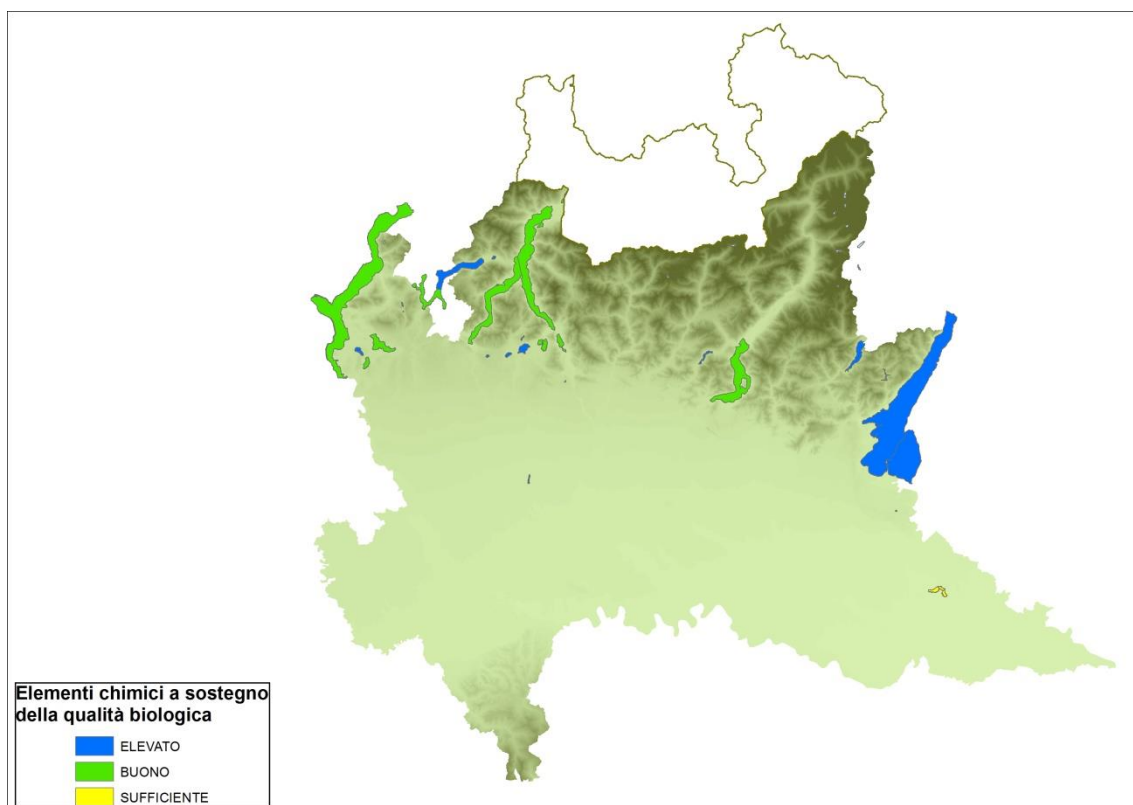 Elementi chimici a sostegno
della qualità biologica
ELEVATO
BUONO
SUFFICIENTE